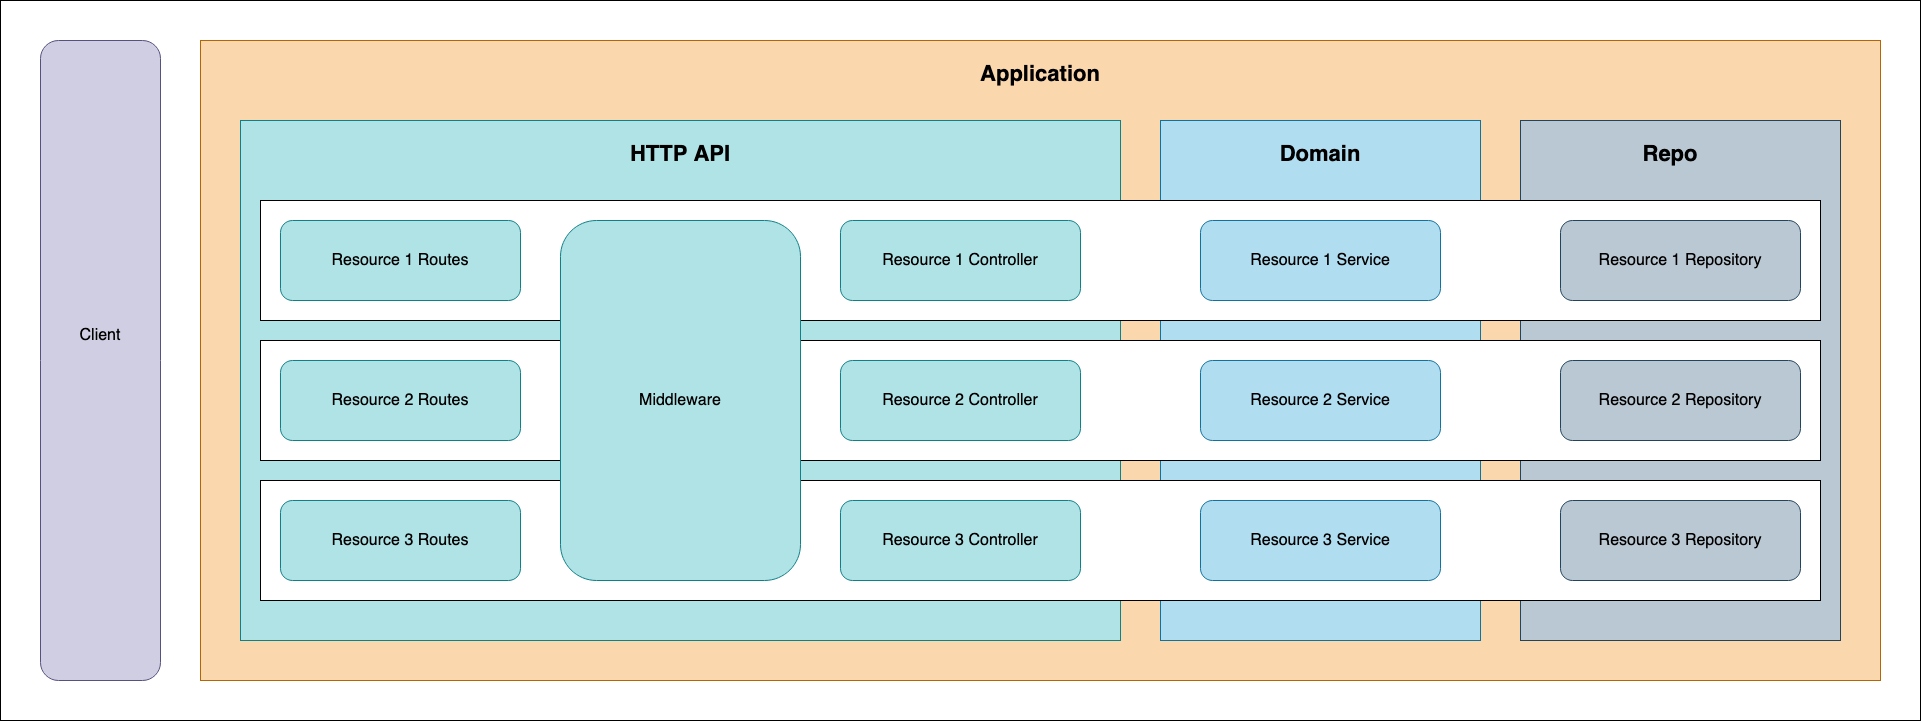 Application
HTTP API
Domain
Repo
Resource 1 Routes
Resource 1 Controller
Resource 1 Service
Resource 1 Repository
Client
Resource 2 Routes
Middleware
Resource 2 Controller
Resource 2 Service
Resource 2 Repository
Resource 3 Routes
Resource 3 Controller
Resource 3 Service
Resource 3 Repository